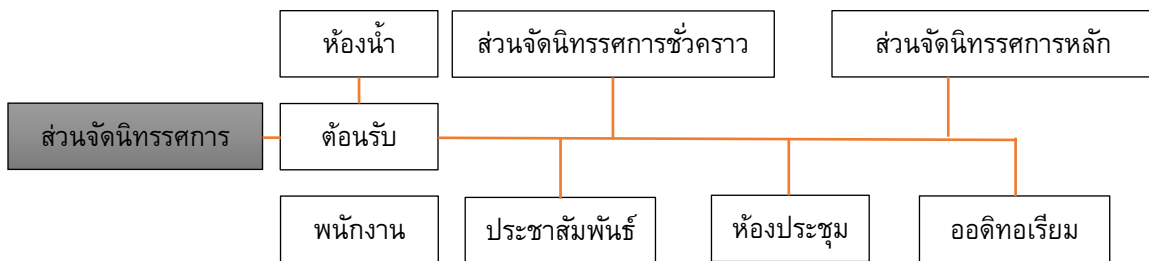 ห้องน้ำ
ส่วนจัดนิทรรศการชั่วคราว
ส่วนจัดนิทรรศการหลัก
ส่วนจัดนิทรรศการ
ต้อนรับ
พนักงาน
ประชาสัมพันธ์
ห้องประชุม
ออดิทอเรียม